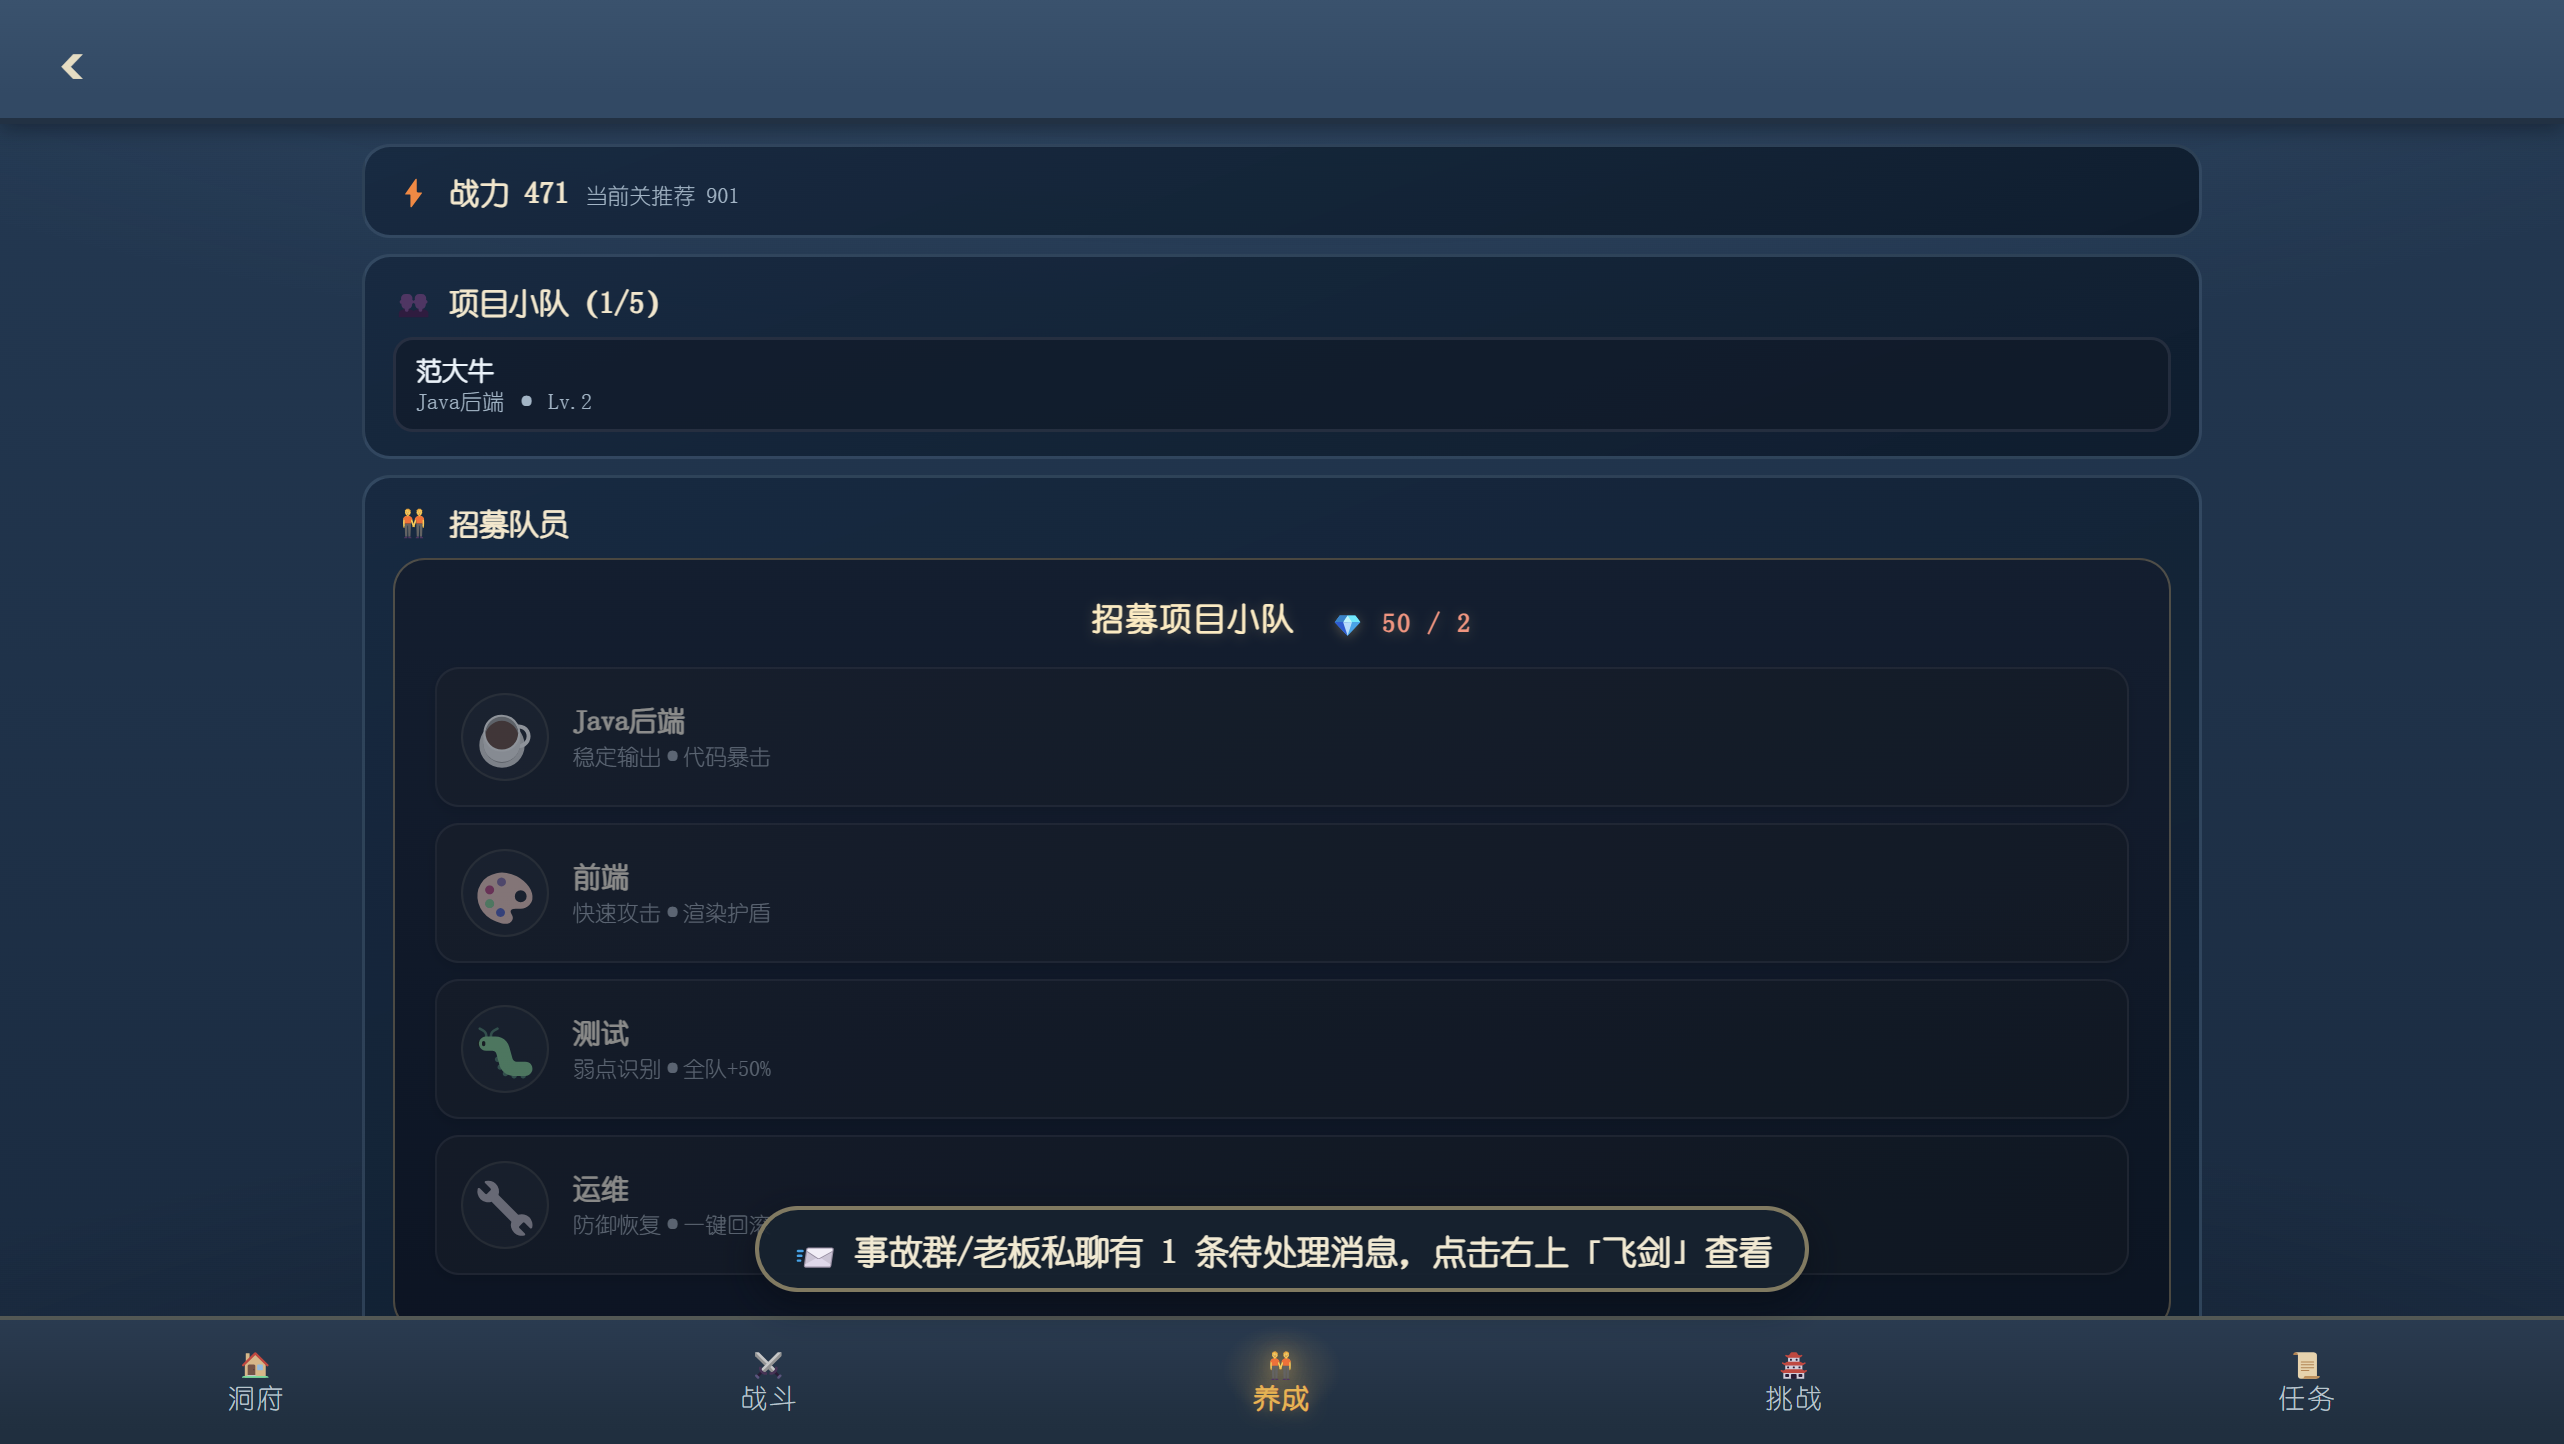 战力 471 当前关推荐 901
项目小队 (1/5)
范大牛
Java后端 • Lv.2
招募队员
招募项目小队 50 / 2
Java后端
稳定输出•代码暴击
前端
快速攻击•渲染护盾
测试
弱点识别•全队+50%
运维
防御恢复•一键回滚
事故群/老板私聊有 1 条待处理消息，点击右上「飞剑」查看
洞府
战斗
养成
挑战
任务